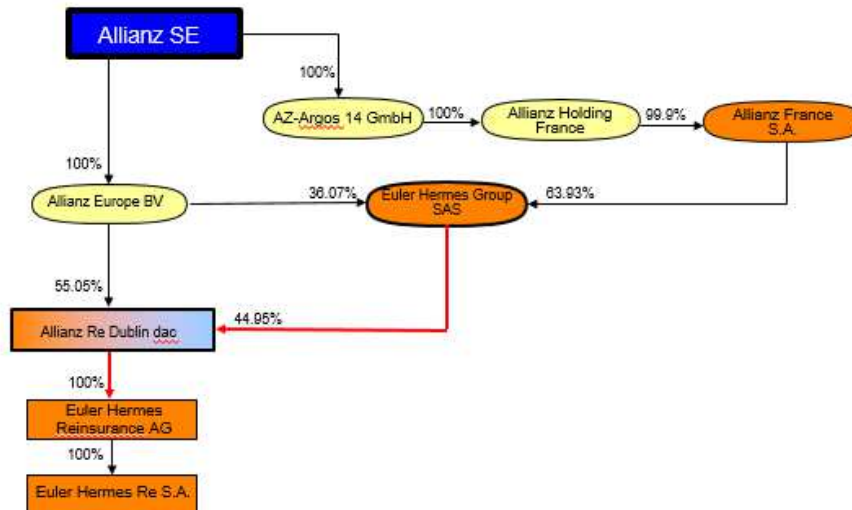 Allianz SE
100%
AZ-Argos 14 GmbH
100%
Allianz Holding
France
99.9%
Allianz France
S.A.
100%
Allianz Europe BV
36.07%
Euler Hermes Group
SAS
63.93%
55.05%
Allianz Re Dublin dac
44.95%
100%
Euler Hermes
Reinsurance AG
100%
Euler Hermes Re S.A.